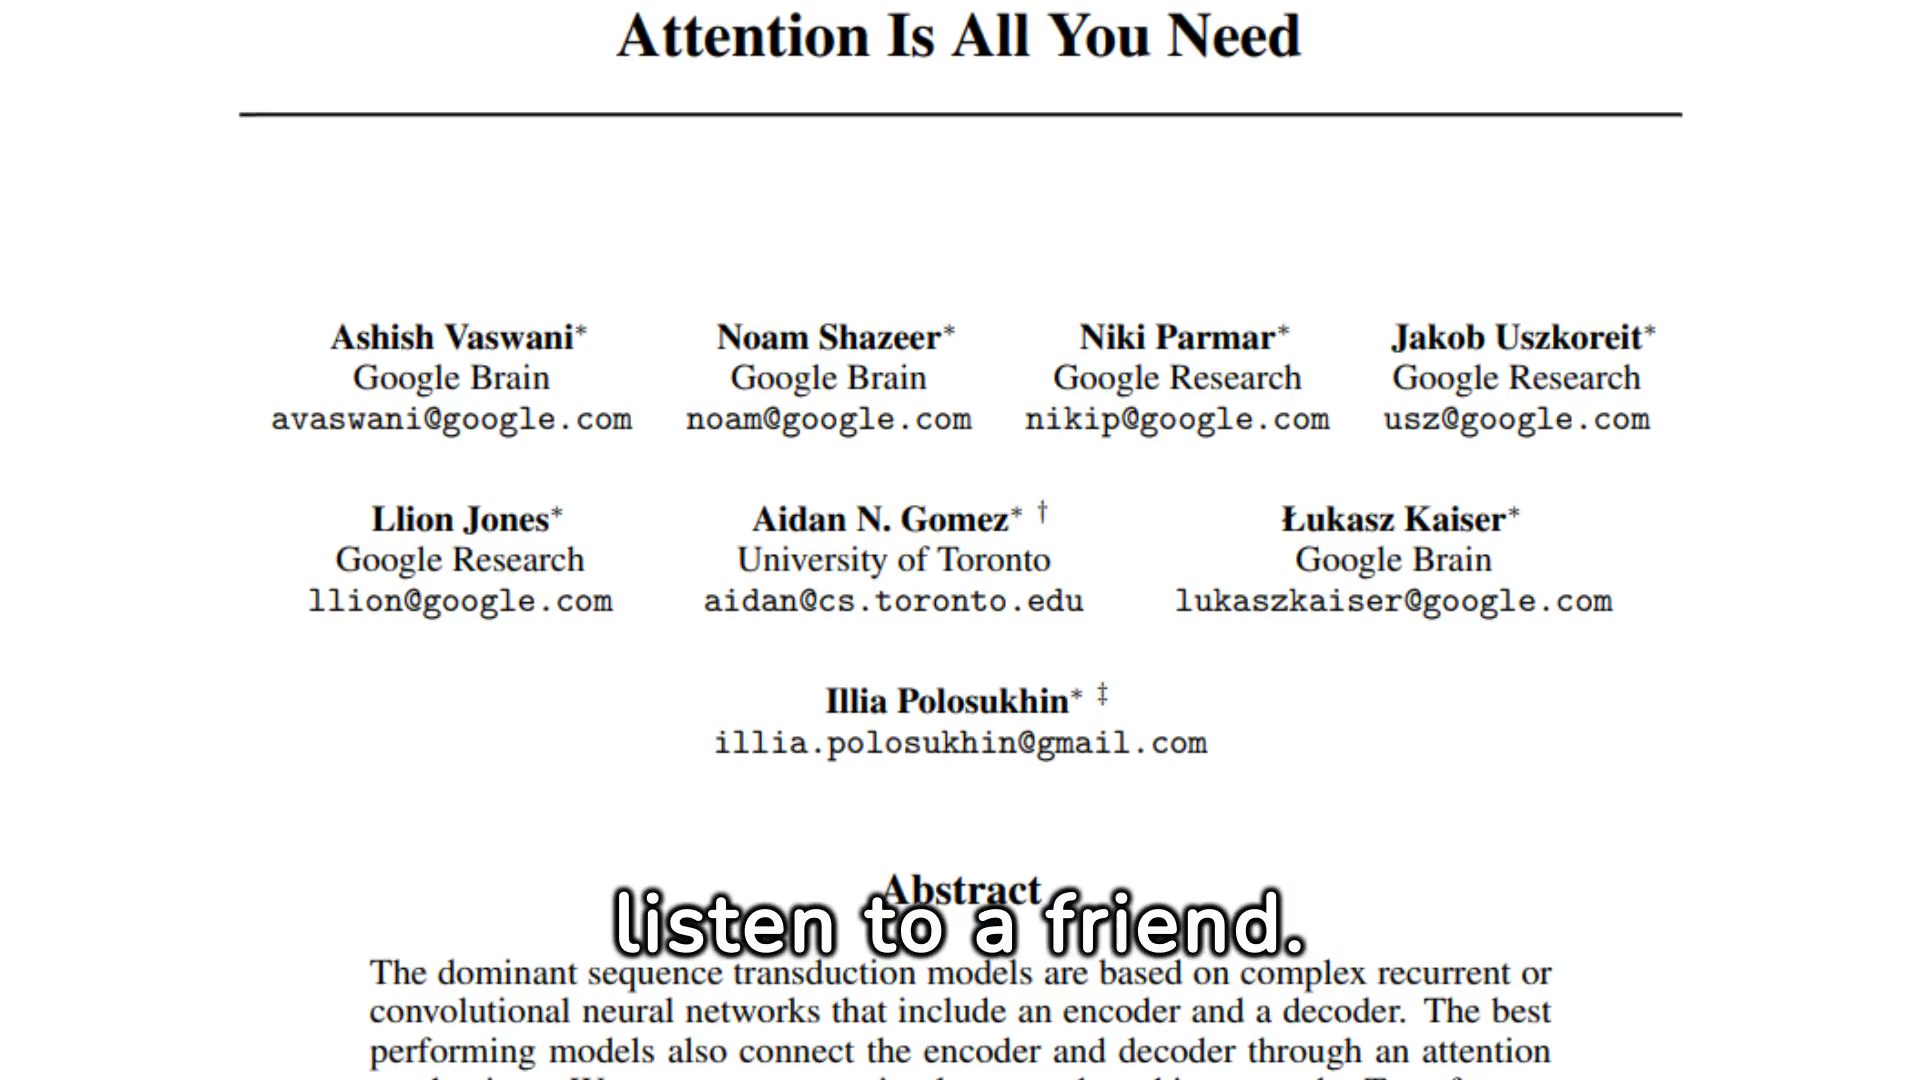 Attention Is All You Need
Ashish Vaswani* Noam Shazeer* Niki Parmar* Jakob Uszkoreit*
Google Brain Google Brain Google Research Google Research
avaswani@google.com noam@google.com nikip@google.com usz@google.com
Llion Jones* Aidan N. Gomez* † Łukasz Kaiser*
Google Research University of Toronto Google Brain
llion@google.com aidan@cs.toronto.edu lukaszkaiser@google.com
Illia Polosukhin* ‡
illia.polosukhin@gmail.com
Abstract
listen to a friend.
The dominant sequence transduction models are based on complex recurrent or
convolutional neural networks that include an encoder and a decoder. The best
performing models also connect the encoder and decoder through an attention